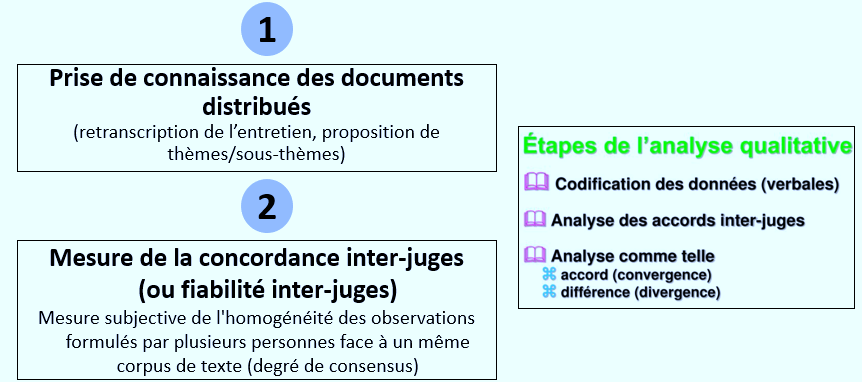 1
Prise de connaissance des documents
distribués
(retranscription de l’entretien, proposition de
thèmes/sous-thèmes)
2
Mesure de la concordance inter-juges
(ou fiabilité inter-juges)
Mesure subjective de l'homogénéité des observations
formulés par plusieurs personnes face à un même
corpus de texte (degré de consensus)
Étapes de l’analyse qualitative
Codification des données (verbales)
Analyse des accords inter-juges
Analyse comme telle
⌘ accord (convergence)
⌘ différence (divergence)